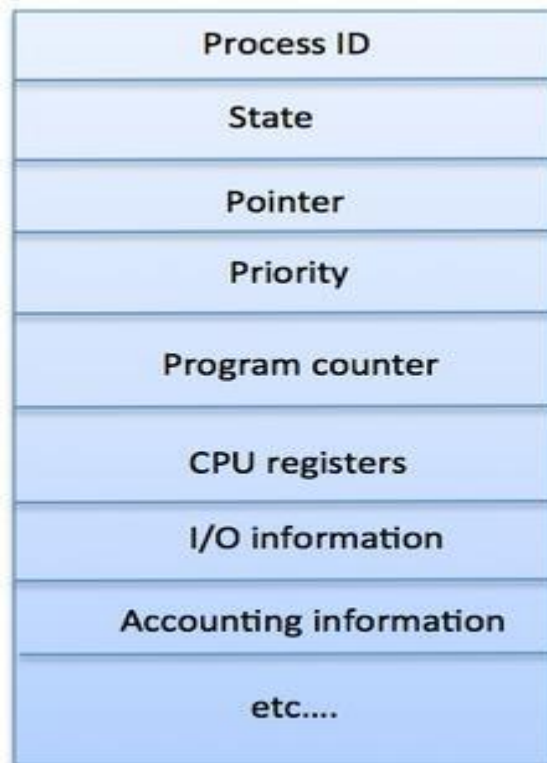 Process ID
State
Pointer
Priority
Program counter
CPU registers
I/O information
Accounting information
etc....